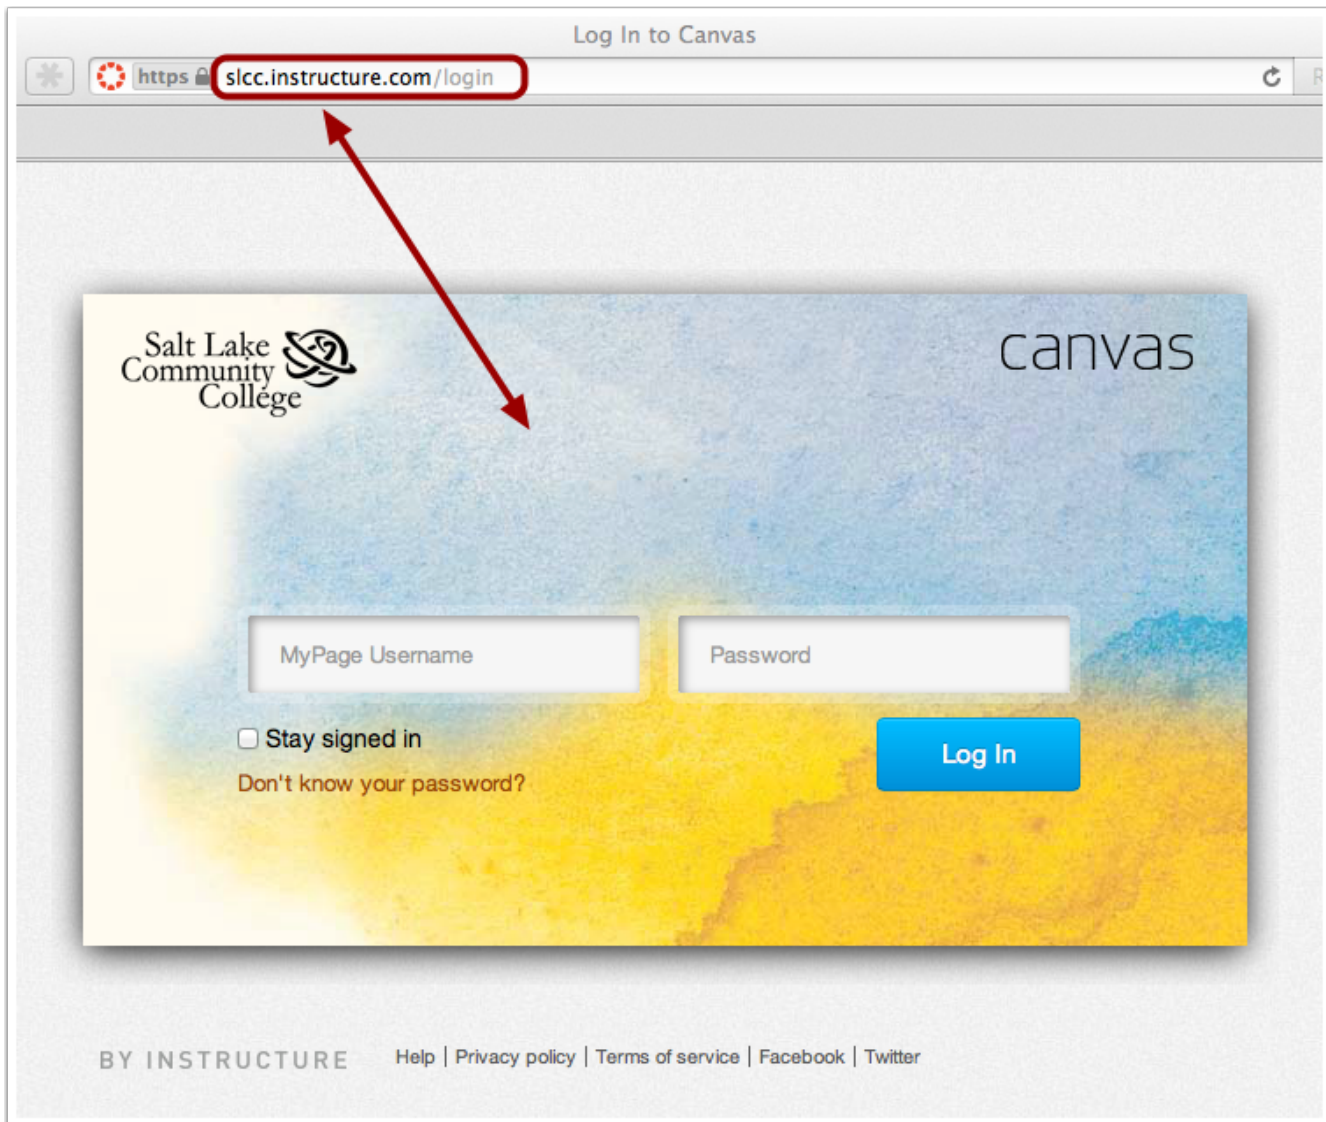 Log In to Canvas
https slcc.instructure.com/login R
Salt Lake
Community
College
canvas
MyPage Username Password
Stay signed in
Log In
Don't know your password?
BY INSTRUCTURE Help | Privacy policy | Terms of service | Facebook | Twitter